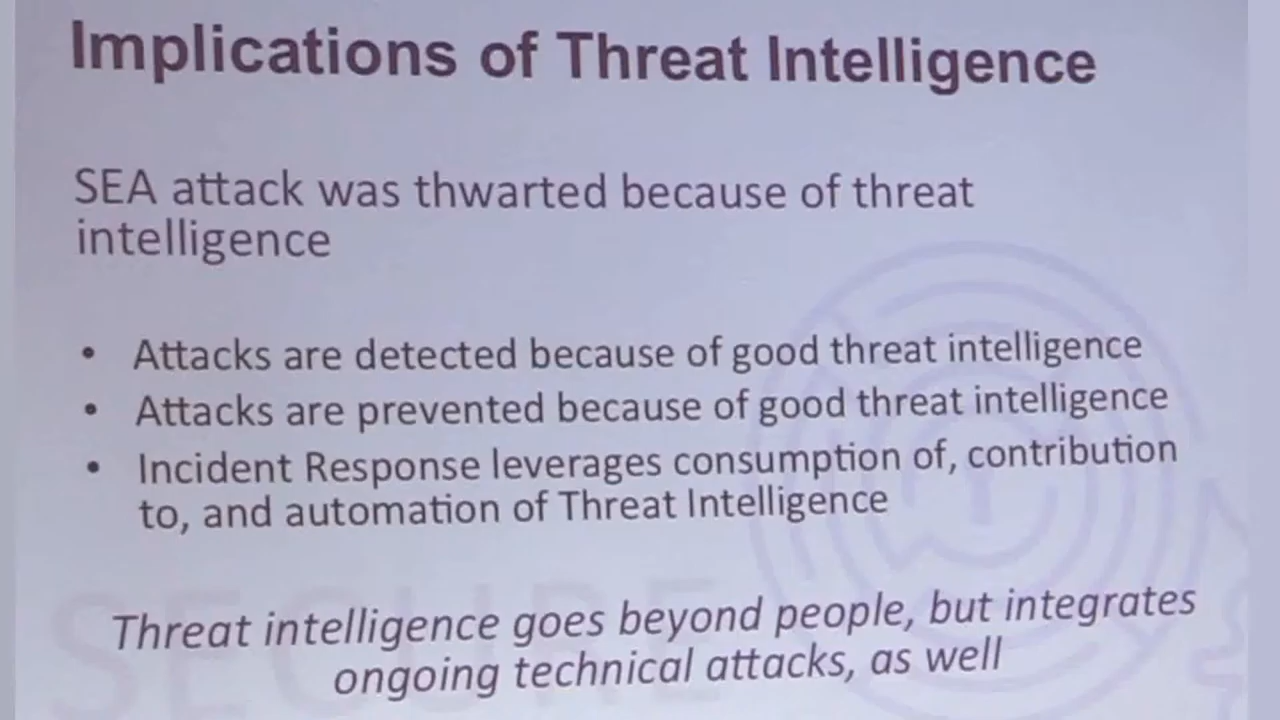 Implications of Threat Intelligence
SEA attack was thwarted because of threat
intelligence
• Attacks are detected because of good threat intelligence
• Attacks are prevented because of good threat intelligence
• Incident Response leverages consumption of, contribution
to, and automation of Threat Intelligence
SECURE
Threat intelligence goes beyond people, but integrates
ongoing technical attacks, as well